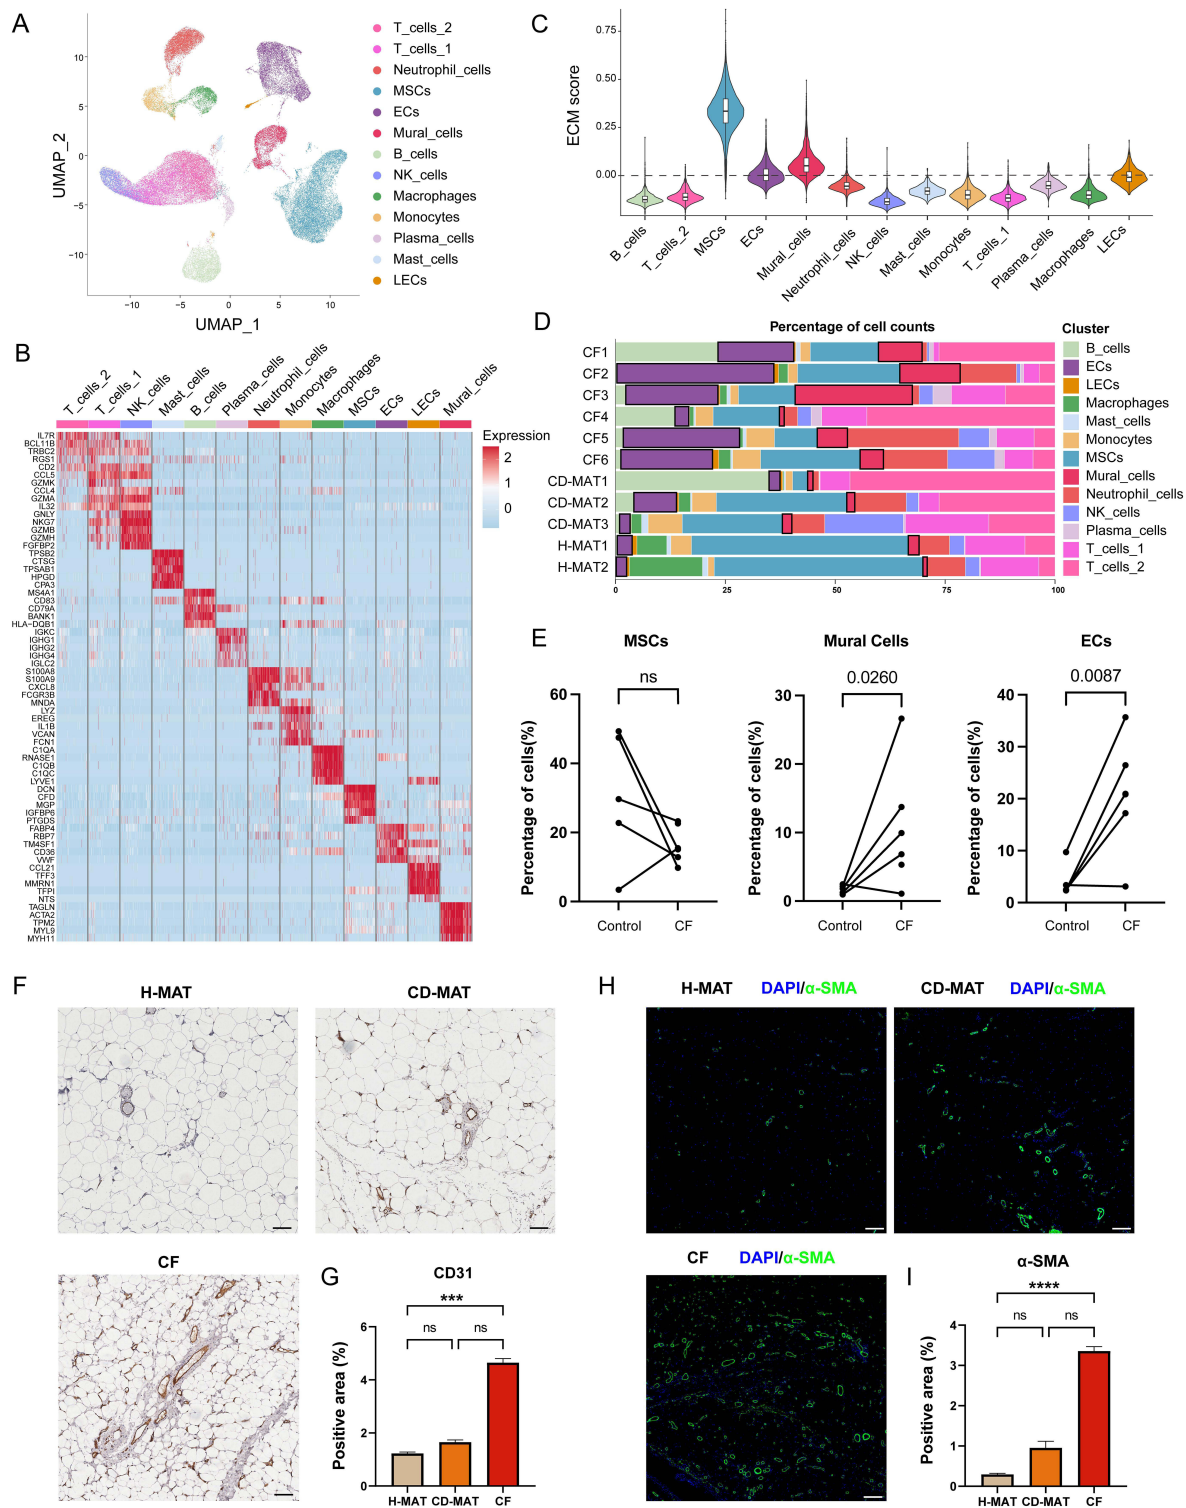 A
UMAP_2
10
5
0
−5
−10
−10
−5
0
5
10
UMAP_1
T_cells_2
T_cells_1
Neutrophil_cells
MSCs
ECs
Mural_cells
B_cells
NK_cells
Macrophages
Monocytes
Plasma_cells
Mast_cells
LECs
B
T_cells_2
T_cells_1
NK_cells
Mast_cells
B_cells
Plasma_cells
Neutrophil_cells
Monocytes
Macrophages
MSCs
ECs
LECs
Mural_cells
IL7R
BCL11B
TRBC2
RGS1
CD2
CCL5
GZMK
CCL4
GZMA
IL32
GNLY
NKG7
GZMB
GZMH
FGFBP2
TPSB2
CTSG
TPSAB1
HPGD
CPA3
MS4A1
CD83
CD79A
BANK1
HLA−DQB1
IGKC
IGHG1
IGHG2
IGHG4
IGLC2
S100A8
S100A9
CXCL8
FCGR3B
MNDA
LYZ
EREG
IL1B
VCAN
FCN1
C1QA
RNASE1
C1QB
C1QC
LYVE1
DCN
CFD
MGP
IGFBP6
PTGDS
FABP4
RBP7
TM4SF1
CD36
VWF
CCL21
TFF3
MMRN1
TFPI
NTS
TAGLN
ACTA2
TPM2
MYL9
MYH11
Expression
2
1
0
C
ECM score
0.75
0.50
0.25
0.00
B_cells
T_cells_2
MSCs
ECs
Mural_cells
Neutrophil_cells
NK_cells
Mast_cells
Monocytes
T_cells_1
Plasma_cells
Macrophages
LECs
D
Percentage of cell counts
CF1
CF2
CF3
CF4
CF5
CF6
CD-MAT1
CD-MAT2
CD-MAT3
H-MAT1
H-MAT2
0
25
50
75
100
Cluster
B_cells
ECs
LECs
Macrophages
Mast_cells
Monocytes
MSCs
Mural_cells
Neutrophil_cells
NK_cells
Plasma_cells
T_cells_1
T_cells_2
E
MSCs
ns
Percentage of cells(%)
60
40
20
0
Control
CF
Mural Cells
0.0260
Percentage of cells(%)
30
20
10
0
Control
CF
ECs
0.0087
Percentage of cells(%)
40
30
20
10
0
Control
CF
F
H-MAT
CD-MAT
CF
G
CD31
***
ns
ns
Positive area (%)
6
4
2
0
H-MAT
CD-MAT
CF
H
H-MAT DAPI/α-SMA
CD-MAT DAPI/α-SMA
CF DAPI/α-SMA
I
α-SMA
****
ns
ns
Positive area (%)
4
3
2
1
0
H-MAT
CD-MAT
CF